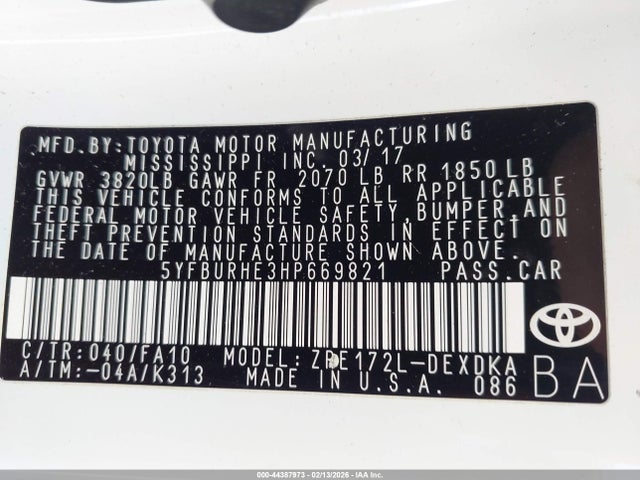 MFD.BY:TOYOTA MOTOR MANUFACTURING
MISSISSIPPI INC. 03/17
GVWR 3820LB GAWR FR 2070 LB RR 1850LB
THIS VEHICLE CONFORMS TO ALL APPLICABLE
FEDERAL MOTOR VEHICLE SAFETY,BUMPER,AND
THEFT PREVENTION STANDARDS IN EFFECT ON
THE DATE OF MANUFACTURE SHOWN ABOVE.
5YFBURHE3HP669821 PASS.CAR
C/TR:040/FA10 MODEL:ZRE172L-DEXDKA
A/TM:-04A/K313 MADE IN U.S.A. 086
BA
000-44387973 - 02/13/2026 - IAA Inc.